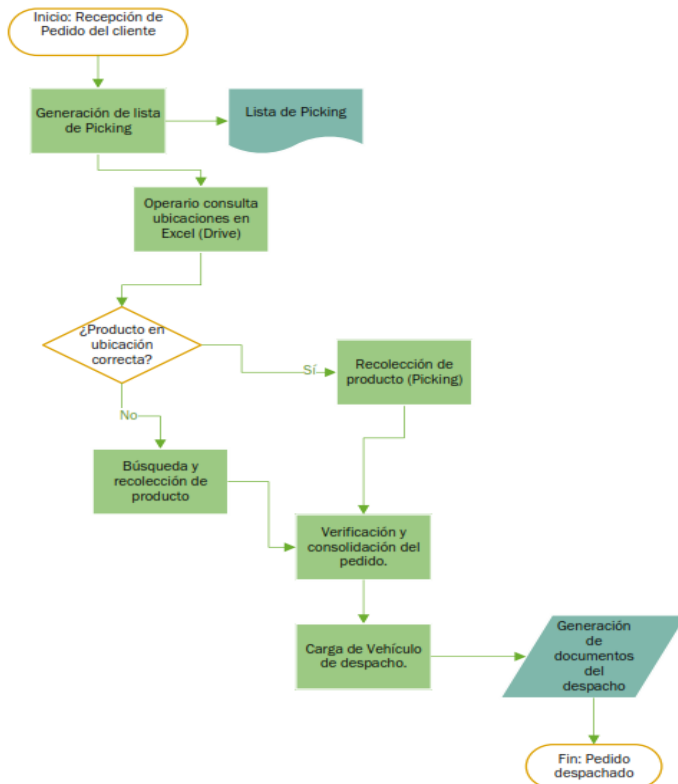 Inicio: Recepción de
Pedido del cliente
Generación de lista
de Picking
Lista de Picking
Operario consulta
ubicaciones en
Excel (Drive)
¿Producto en
ubicación
correcta?
Sí
Recolección de
producto (Picking)
No
Búsqueda y
recolección de
producto
Verificación y
consolidación del
pedido.
Carga de Vehículo
de despacho.
Generación
de
documentos
del
despacho
Fin: Pedido
despachado